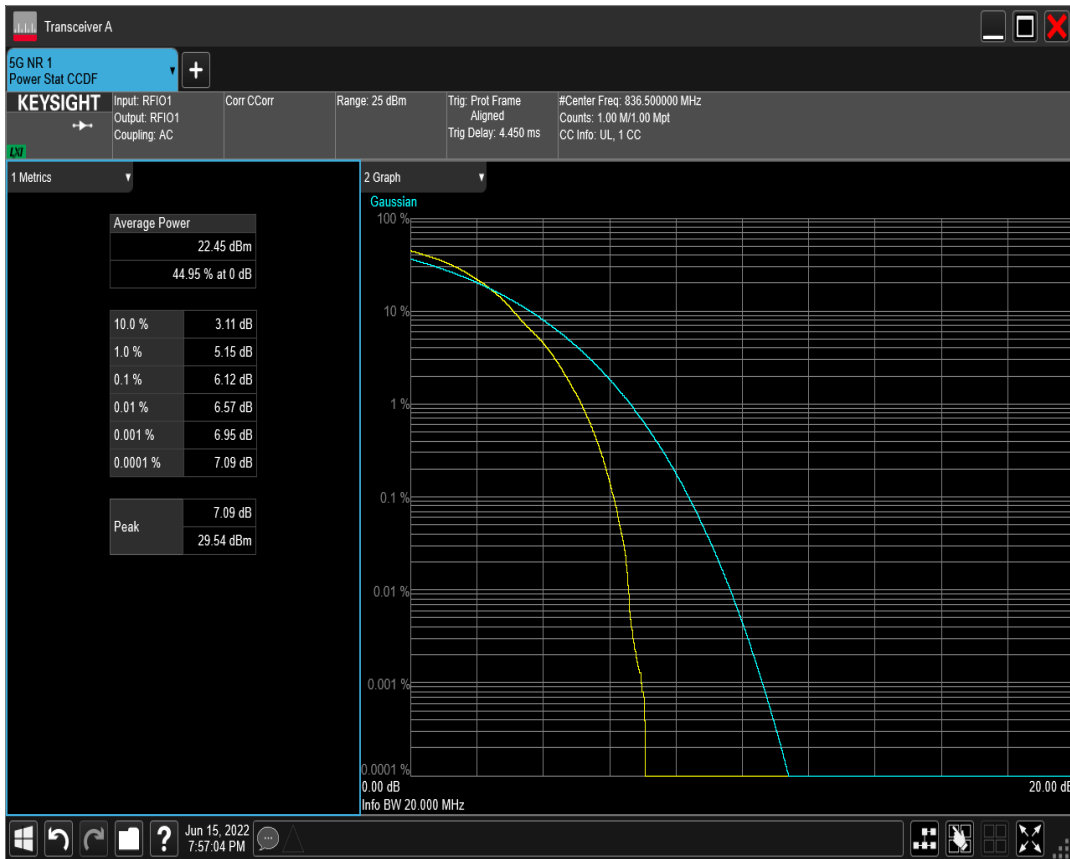 Transceiver A
5G NR 1
Power Stat CCDF
+
KEYSIGHT
LXI
Input: RFIO1
Output: RFIO1
Coupling: AC
Corr CCorr
Range: 25 dBm
Trig: Prot Frame
Aligned
Trig Delay: 4.450 ms
#Center Freq: 836.500000 MHz
Counts: 1.00 M/1.00 Mpt
CC Info: UL, 1 CC
1 Metrics
Average Power
22.45 dBm
44.95 % at 0 dB
10.0 % 3.11 dB
1.0 % 5.15 dB
0.1 % 6.12 dB
0.01 % 6.57 dB
0.001 % 6.95 dB
0.0001 % 7.09 dB
Peak 7.09 dB
29.54 dBm
2 Graph
Gaussian
100 %
10 %
1 %
0.1 %
0.01 %
0.001 %
0.0001 %
0.00 dB 20.00 dB
Info BW 20.000 MHz
?
Jun 15, 2022
7:57:04 PM